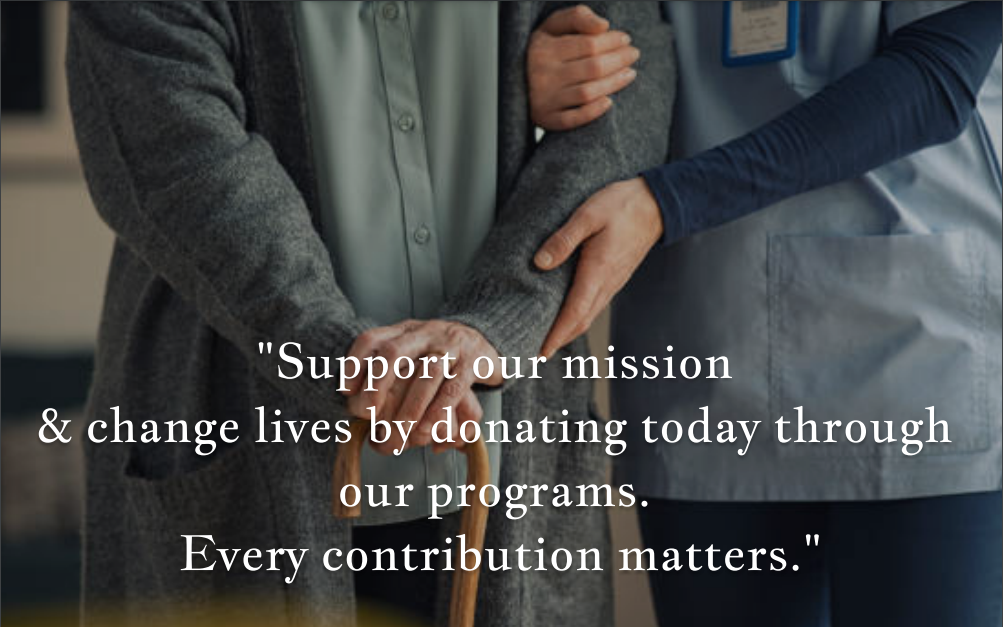 "Support our mission
& change lives by donating today through
our programs.
Every contribution matters."